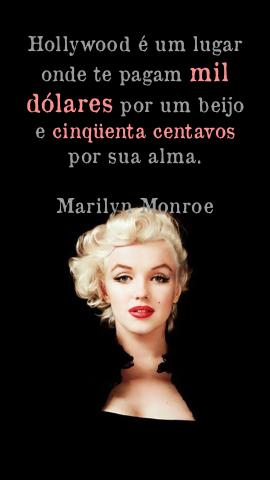 Hollywood é um lugar
onde te pagam mil
dólares por um beijo
e cinqüenta centavos
por sua alma.
Marilyn Monroe